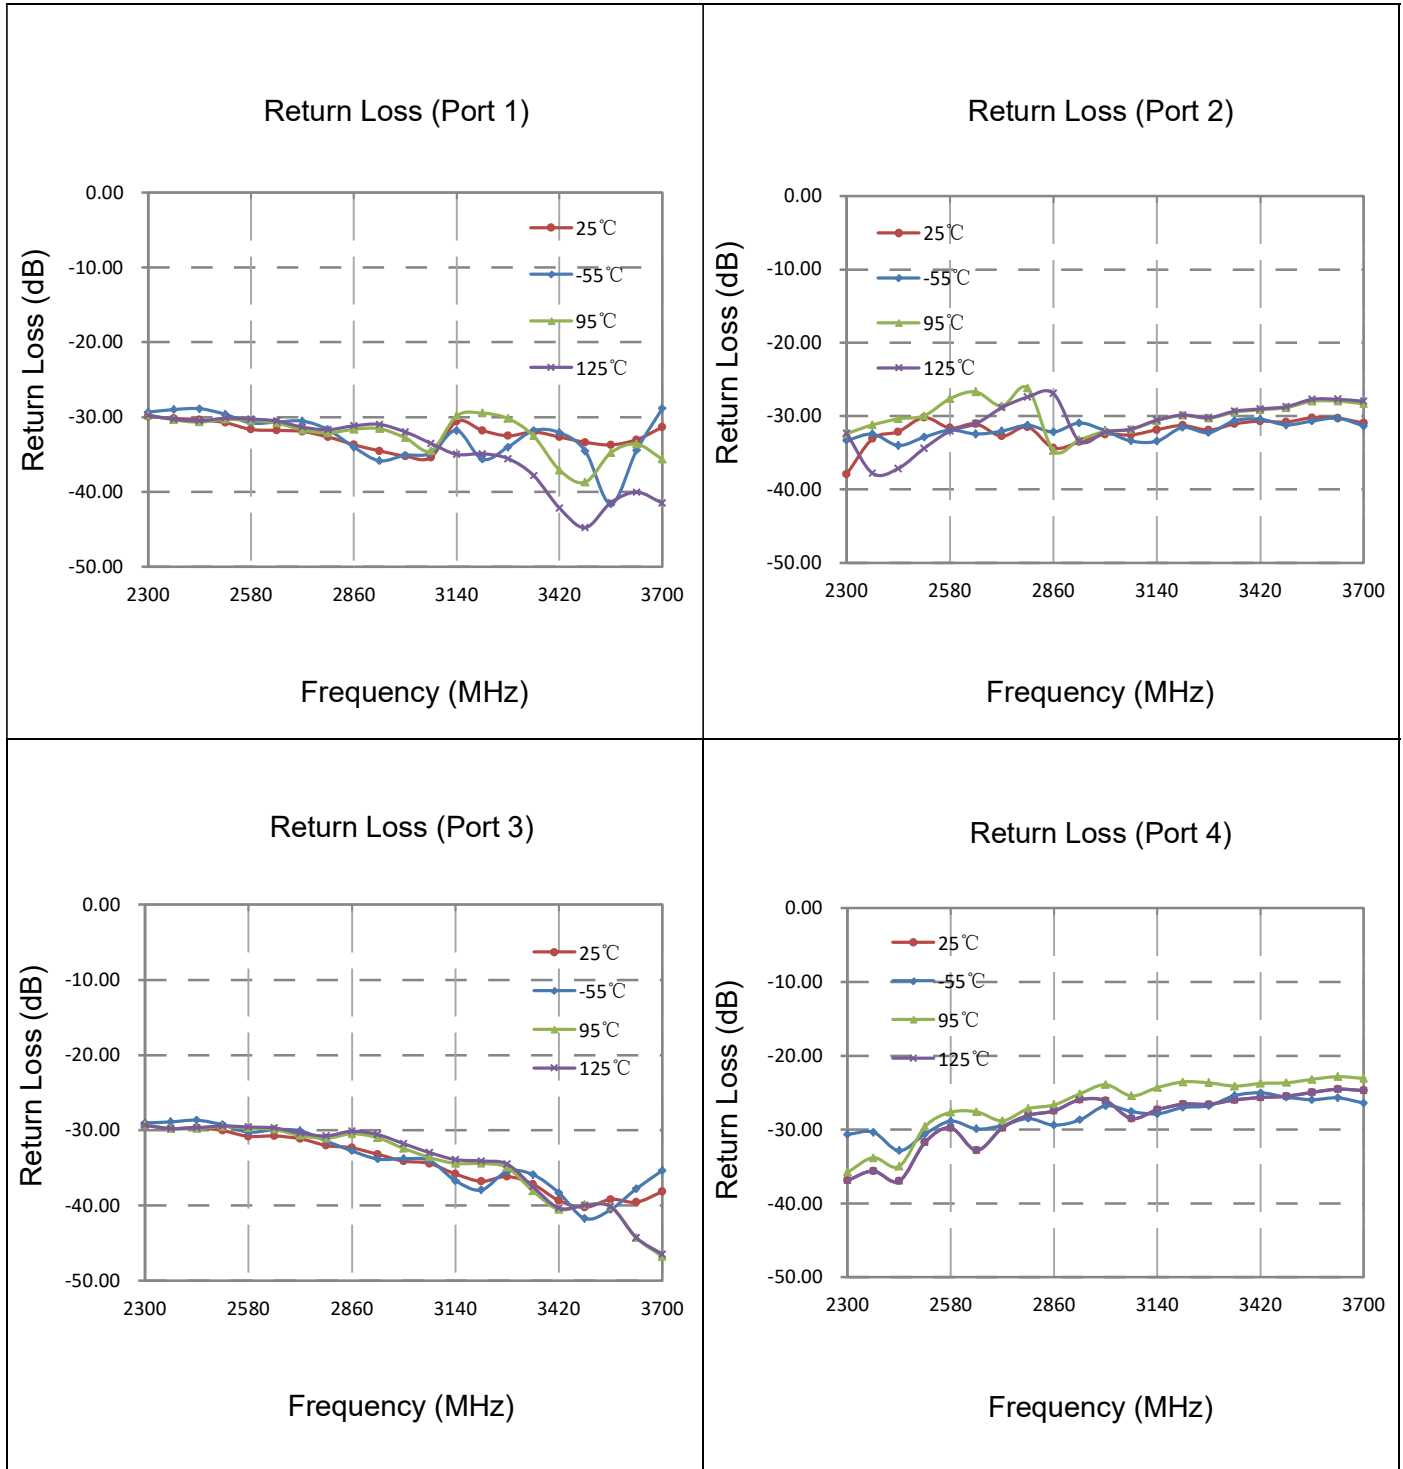 Return Loss (Port 1)
Return Loss (dB)
0.00
-10.00
-20.00
-30.00
-40.00
-50.00
25℃
-55℃
95℃
125℃
2300 2580 2860 3140 3420 3700
Frequency (MHz)
Return Loss (Port 2)
Return Loss (dB)
0.00
-10.00
-20.00
-30.00
-40.00
-50.00
25℃
-55℃
95℃
125℃
2300 2580 2860 3140 3420 3700
Frequency (MHz)
Return Loss (Port 3)
Return Loss (dB)
0.00
-10.00
-20.00
-30.00
-40.00
-50.00
25℃
-55℃
95℃
125℃
2300 2580 2860 3140 3420 3700
Frequency (MHz)
Return Loss (Port 4)
Return Loss (dB)
0.00
-10.00
-20.00
-30.00
-40.00
-50.00
25℃
-55℃
95℃
125℃
2300 2580 2860 3140 3420 3700
Frequency (MHz)